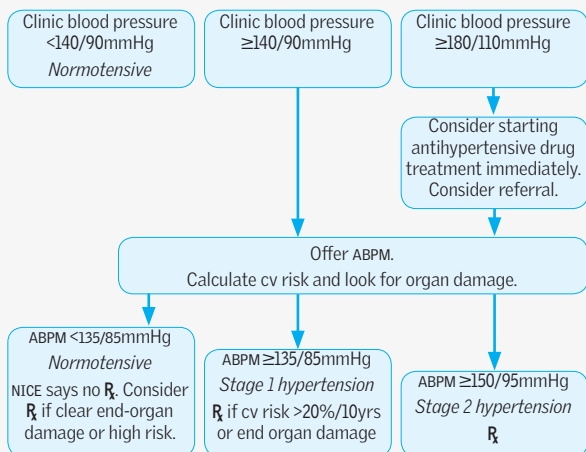 Clinic blood pressure
<140/90mmHg
Normotensive
Clinic blood pressure
≥140/90mmHg
Clinic blood pressure
≥180/110mmHg
Consider starting
antihypertensive drug
treatment immediately.
Consider referral.
Offer ABPM.
Calculate cv risk and look for organ damage.
ABPM <135/85mmHg
Normotensive
NICE says no ℞. Consider
℞ if clear end-organ
damage or high risk.
ABPM ≥135/85mmHg
Stage 1 hypertension
℞ if cv risk >20%/10yrs
or end organ damage
ABPM ≥150/95mmHg
Stage 2 hypertension
℞